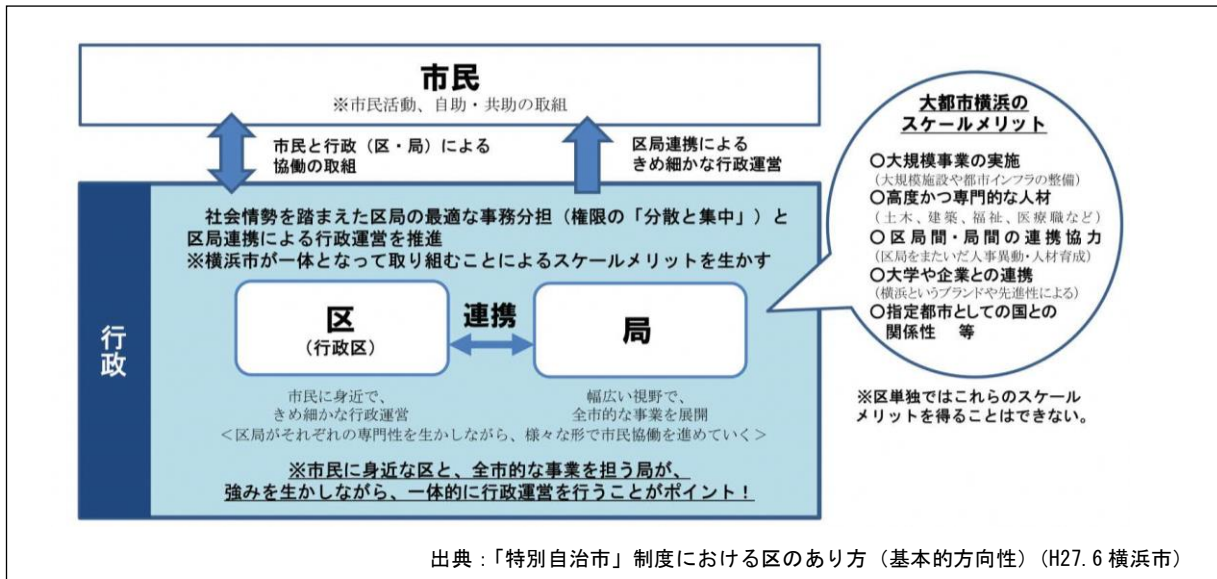 市民
※市民活動、自助・共助の取組
市民と行政（区・局）による
協働の取組
区局連携による
きめ細かな行政運営
行政
社会情勢を踏まえた区局の最適な事務分担（権限の「分散と集中」）と
区局連携による行政運営を推進
※横浜市が一体となって取り組むことによるスケールメリットを生かす
区
（行政区）
連携
局
市民に身近で、
きめ細かな行政運営
幅広い視野で、
全市的な事業を展開
＜区局がそれぞれの専門性を生かしながら、様々な形で市民協働を進めていく＞
※市民に身近な区と、全市的な事業を担う局が、
強みを生かしながら、一体的に行政運営を行うことがポイント！
大都市横浜の
スケールメリット
○大規模事業の実施
（大規模施設や都市インフラの整備）
○高度かつ専門的な人材
（土木、建築、福祉、医療職など）
○区局間・局間の連携協力
（区局をまたいだ人事異動・人材育成）
○大学や企業との連携
（横浜というブランドや先進性による）
○指定都市としての国との
関係性　等
※区単独ではこれらのスケール
メリットを得ることはできない。
出典：「特別自治市」制度における区のあり方（基本的方向性）（H27.6 横浜市）